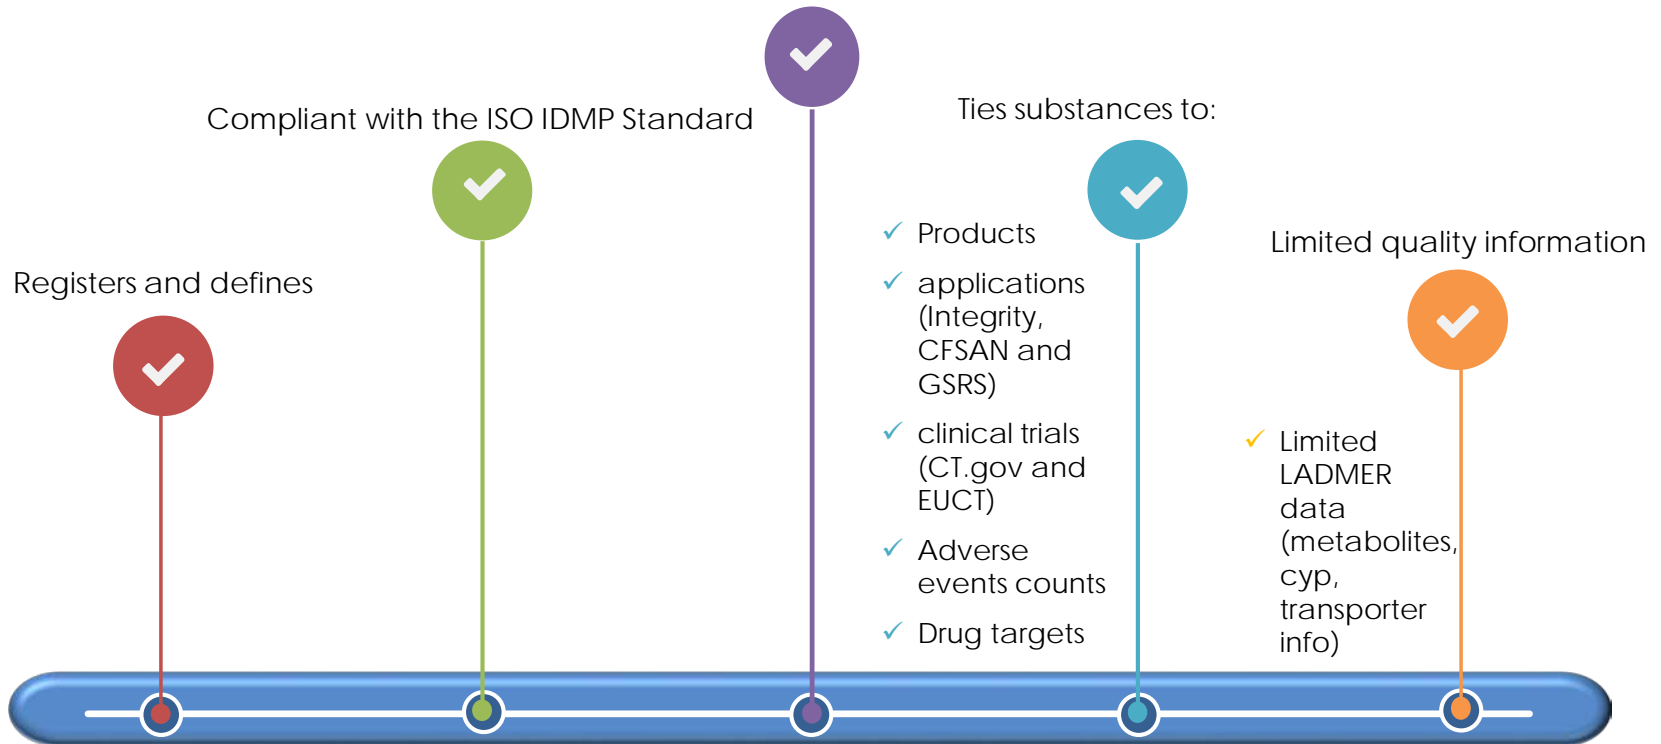 Registers and defines
Compliant with the ISO IDMP Standard
Ties substances to:
Products
applications
(Integrity,
CFSAN and
GSRS)
clinical trials
(CT.gov and
EUCT)
Adverse
events counts
Drug targets
Limited quality information
Limited
LADMER
data
(metabolites,
cyp,
transporter
info)